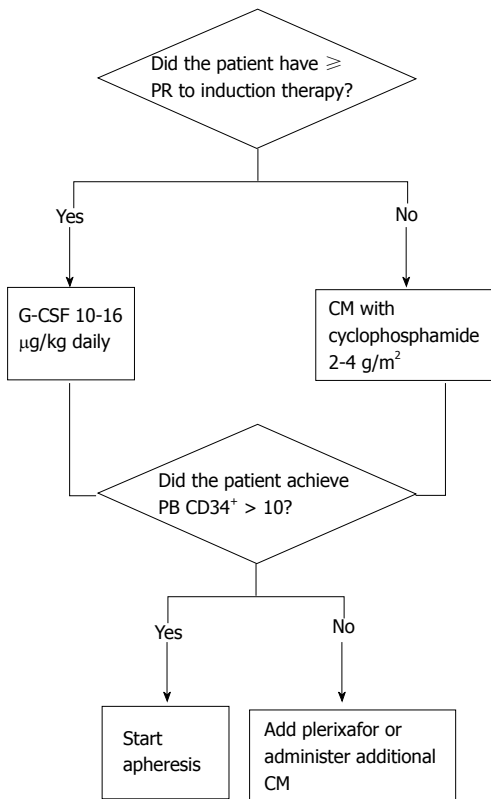 Did the patient have ≥
PR to induction therapy?
Yes
No
G-CSF 10-16
μg/kg daily
CM with
cyclophosphamide
2-4 g/m²
Did the patient achieve
PB CD34⁺ > 10?
Yes
No
Start
apheresis
Add plerixafor or
administer additional
CM